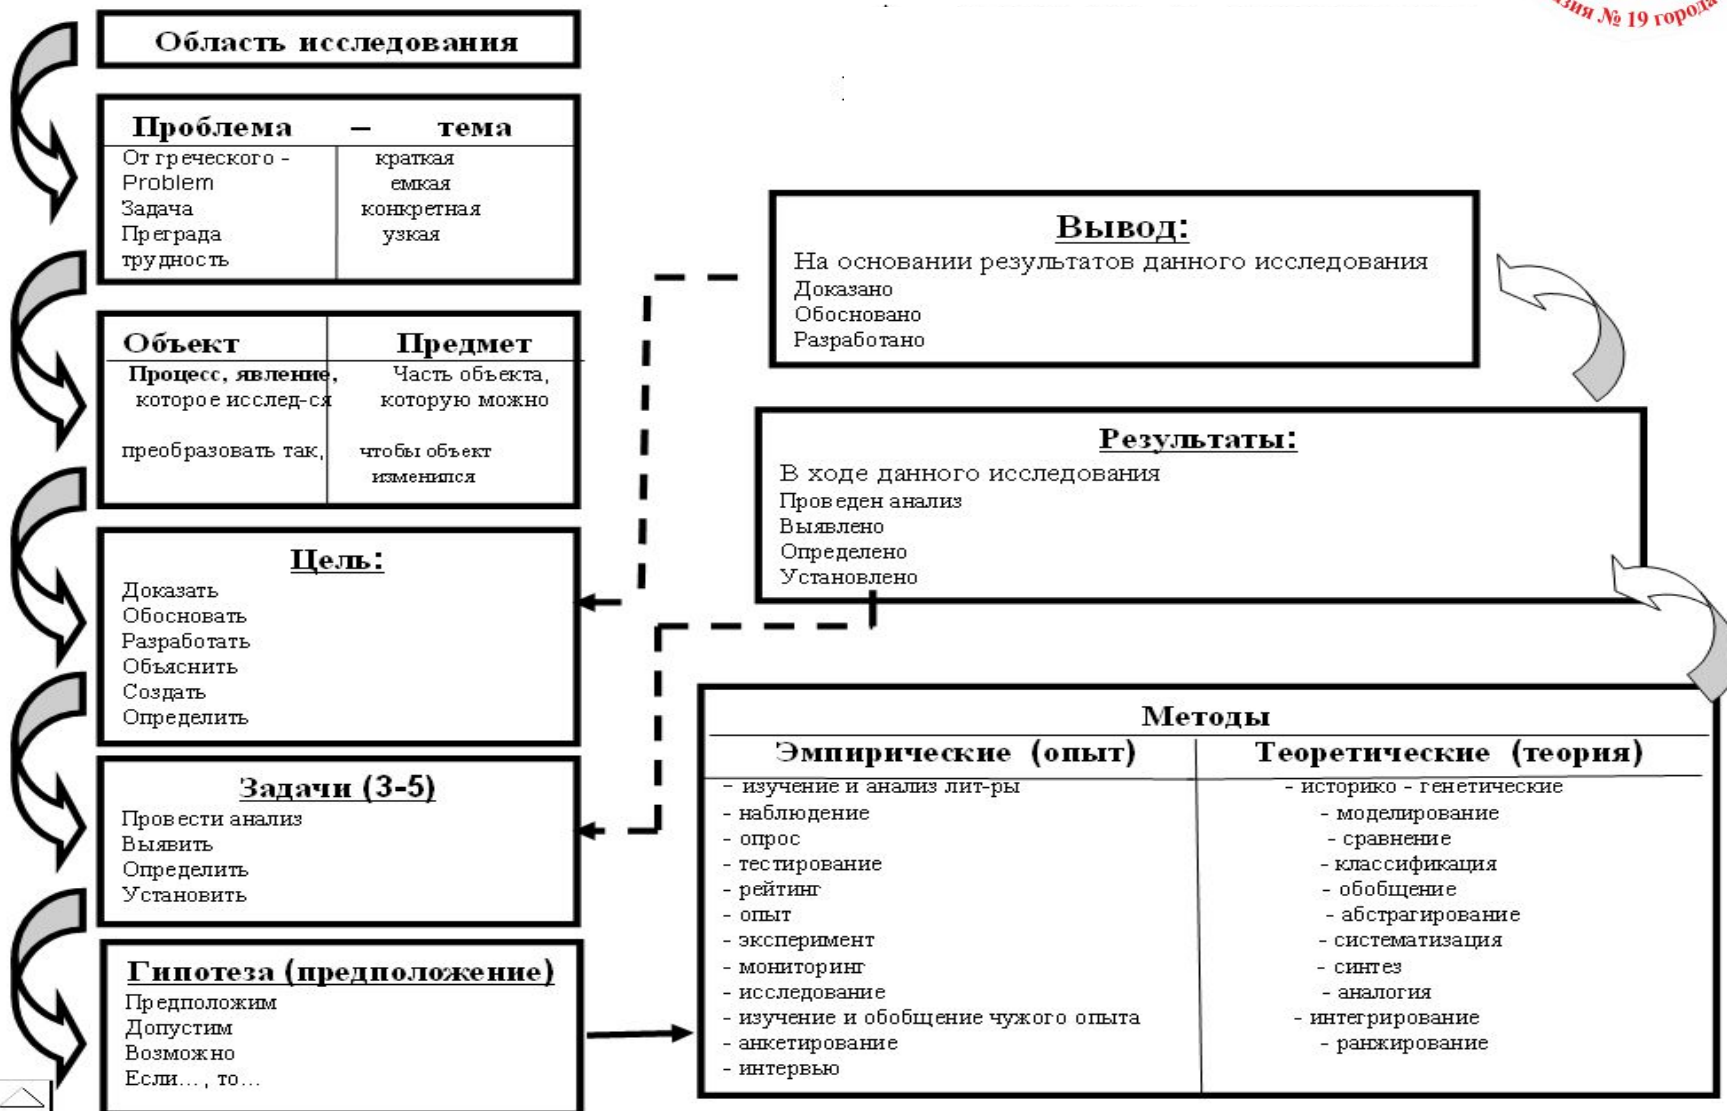 зия № 19 города
Область исследования
Проблема – тема
От греческого - краткая
Problem емкая
Задача конкретная
Преграда узкая
трудность
Объект Предмет
Процесс, явление, Часть объекта,
которое исслед-ся которую можно
преобразовать так, чтобы объект
изменился
Цель:
Доказать
Обосновать
Разработать
Объяснить
Создать
Определить
Задачи (3-5)
Провести анализ
Выявить
Определить
Установить
Гипотеза (предположение)
Предположим
Допустим
Возможно
Если..., то...
Вывод:
На основании результатов данного исследования
Доказано
Обосновано
Разработано
Результаты:
В ходе данного исследования
Проведен анализ
Выявлено
Определено
Установлено
Методы
Эмпирические (опыт) Теоретические (теория)
- изучение и анализ лит-ры - историко - генетические
- наблюдение - моделирование
- опрос - сравнение
- тестирование - классификация
- рейтинг - обобщение
- опыт - абстрагирование
- эксперимент - систематизация
- мониторинг - синтез
- исследование - аналогия
- изучение и обобщение чужого опыта - интегрирование
- анкетирование - ранжирование
- интервью